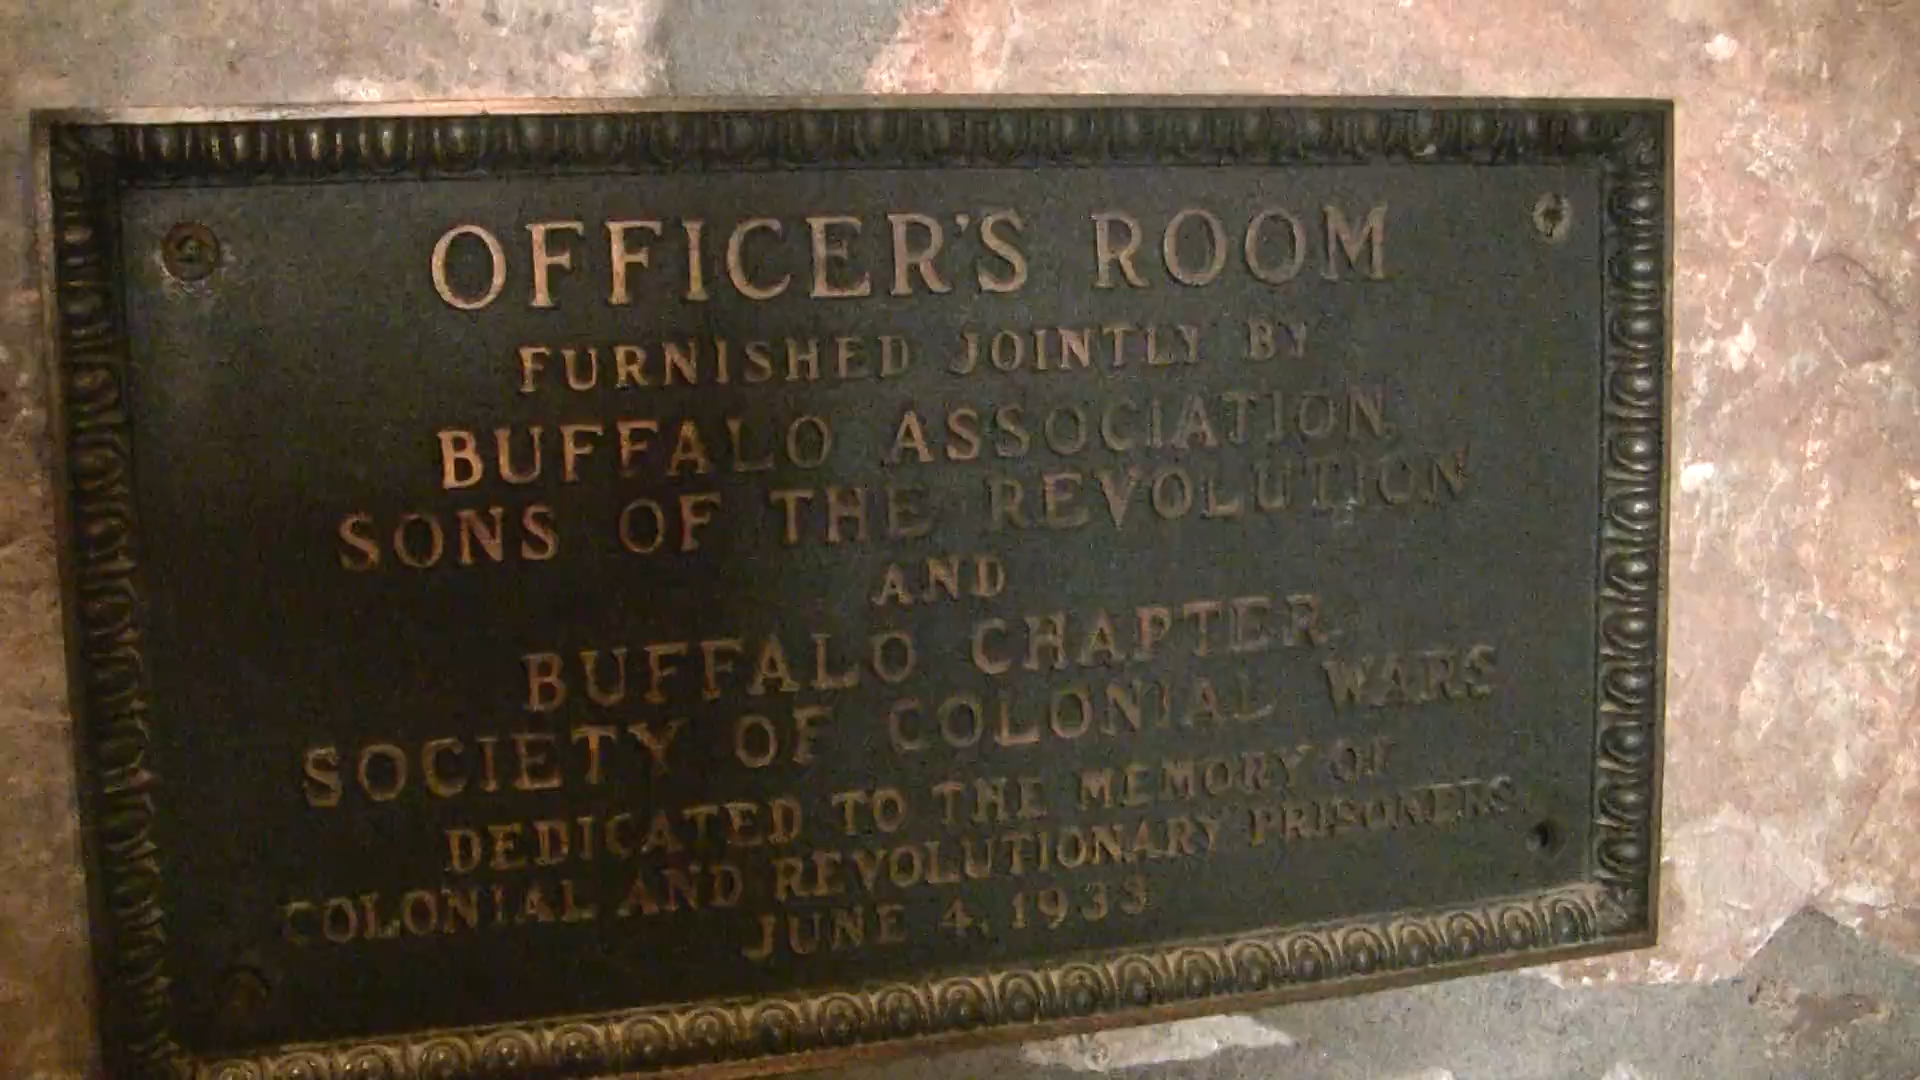 OFFICER'S ROOM
FURNISHED JOINTLY BY
BUFFALO ASSOCIATION
SONS OF THE REVOLUTION
AND
BUFFALO CHAPTER
SOCIETY OF COLONIAL WARS
DEDICATED TO THE MEMORY OF
COLONIAL AND REVOLUTIONARY PRISONERS
JUNE 4, 1933